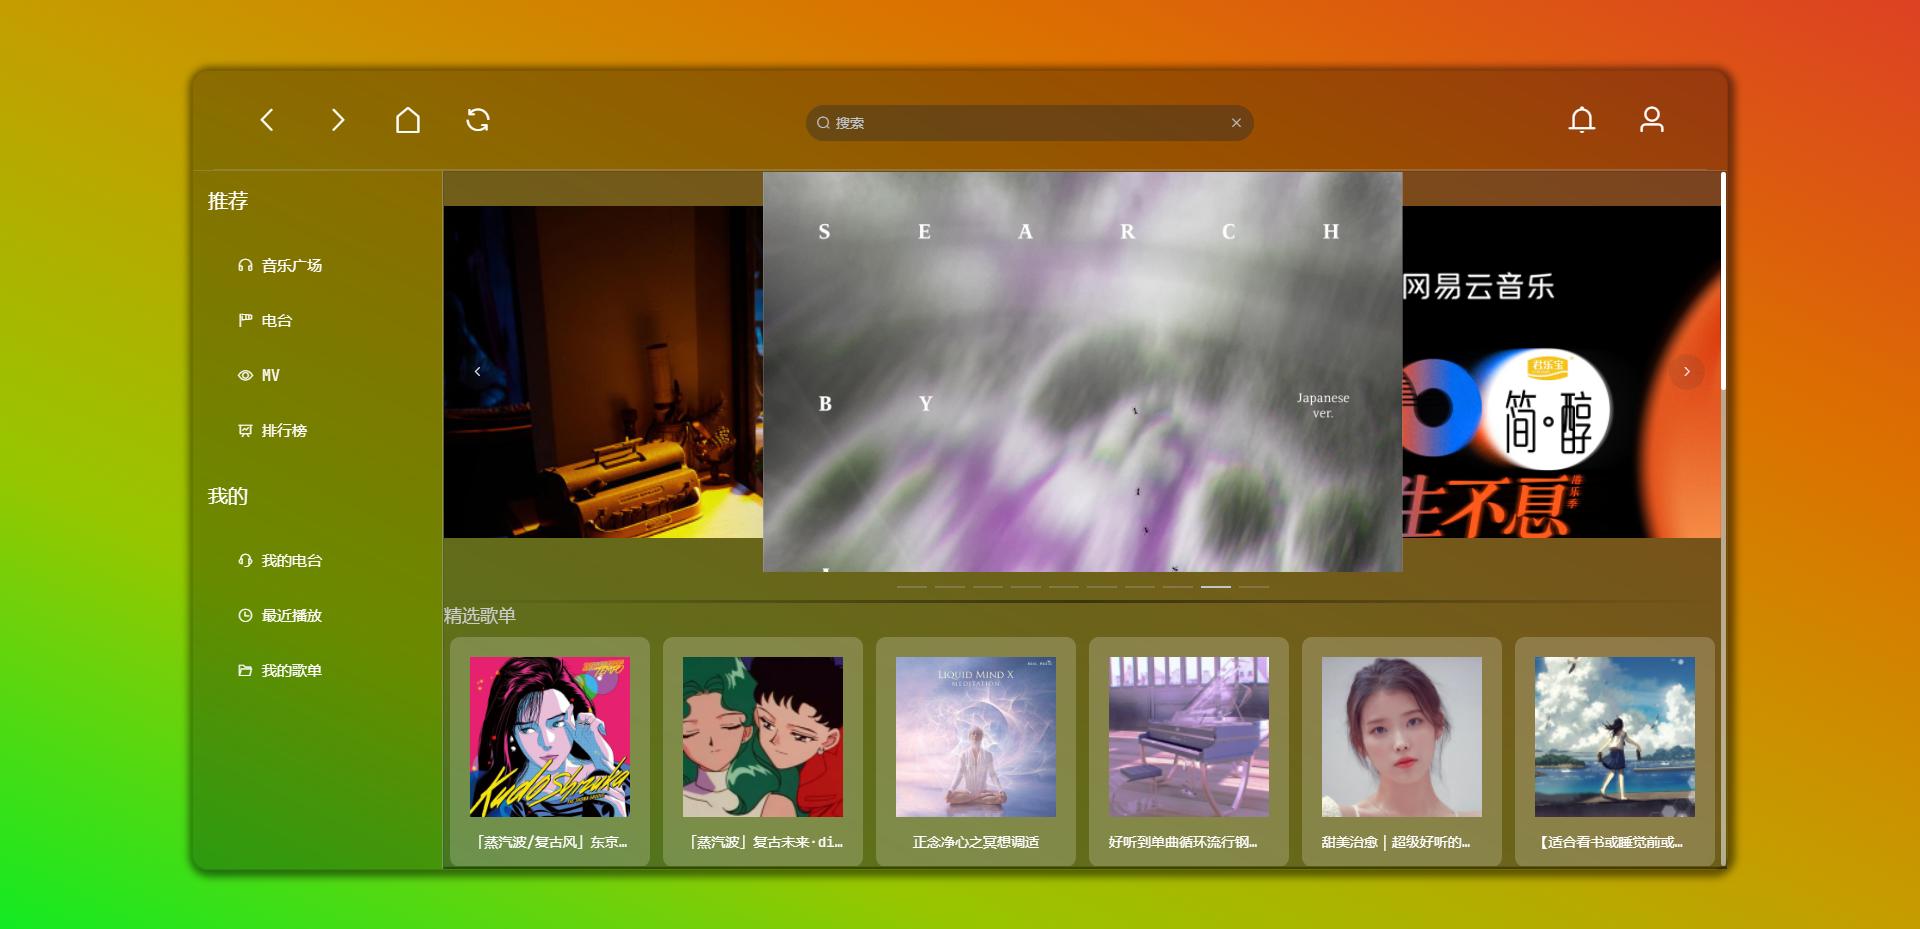 搜索
推荐
音乐广场
电台
MV
排行榜
我的
我的电台
最近播放
我的歌单
S E A R C H
B Y
Japanese
ver.
网易云音乐
君乐宝
简·醇
生不息
港乐季
精选歌单
Kudo Shizuka
LIQUID MIND X
MEDITATION
「蒸汽波/复古风」东京...
「蒸汽波」复古未来·di...
正念净心之冥想调适
好听到单曲循环流行钢...
甜美治愈 | 超级好听的...
【适合看书或睡觉前或...